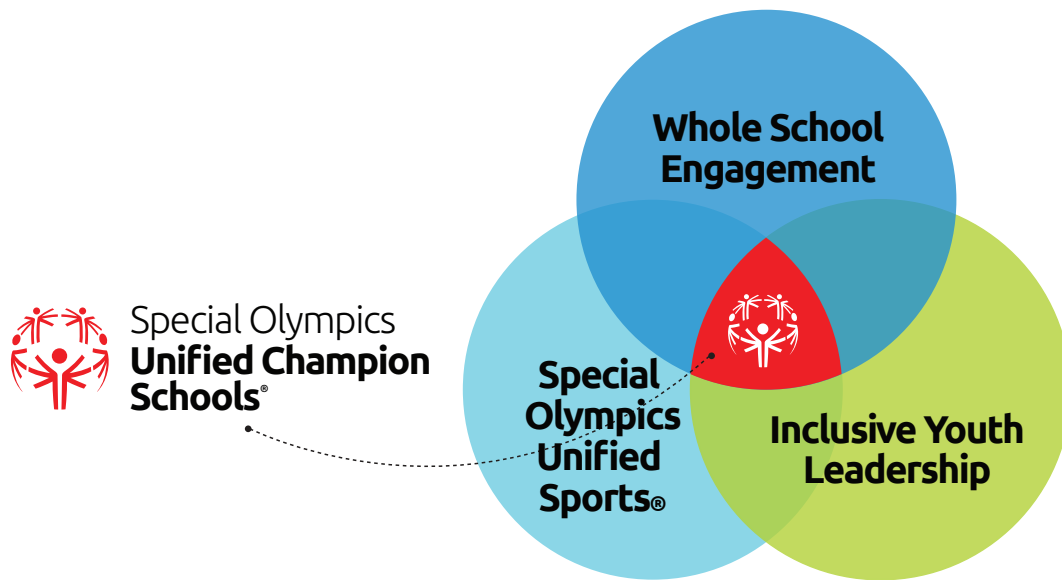 Whole School
Engagement
Special Olympics
Unified Champion
Schools®
Special
Olympics
Unified
Sports®
Inclusive Youth
Leadership